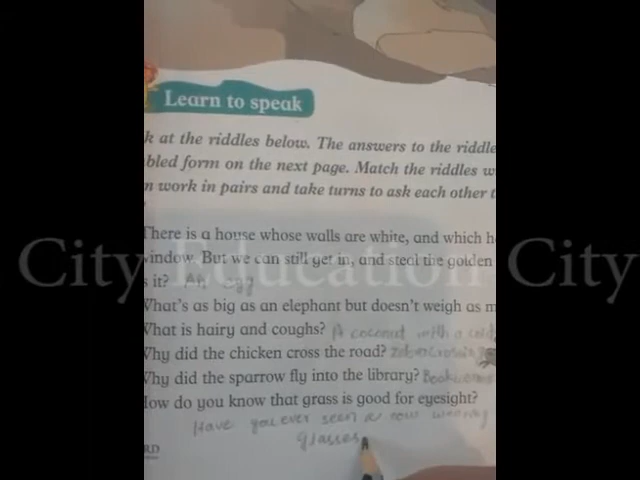 Learn to speak
k at the riddles below. The answers to the riddle
bled form on the next page. Match the riddles w
n work in pairs and take turns to ask each other t
There is a house whose walls are white, and which h
window. But we can still get in, and steal the golden
s it? An egg
What's as big as an elephant but doesn't weigh as m
What is hairy and coughs? A coconut with a cold
Why did the chicken cross the road?
Why did the sparrow fly into the library? Bookworms
How do you know that grass is good for eyesight?
Have you ever seen a cow wearing
glasses
RD
City Education City